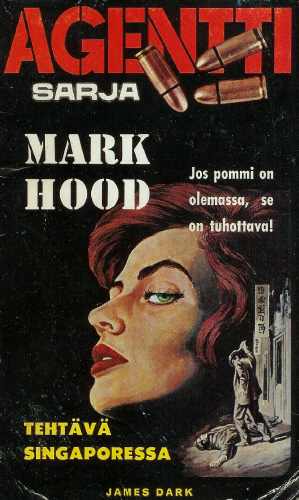 AGENTTI
SARJA
MARK
HOOD
Jos pommi on
olemassa, se
on tuhottava!
TEHTÄVÄ
SINGAPORESSA
JAMES DARK